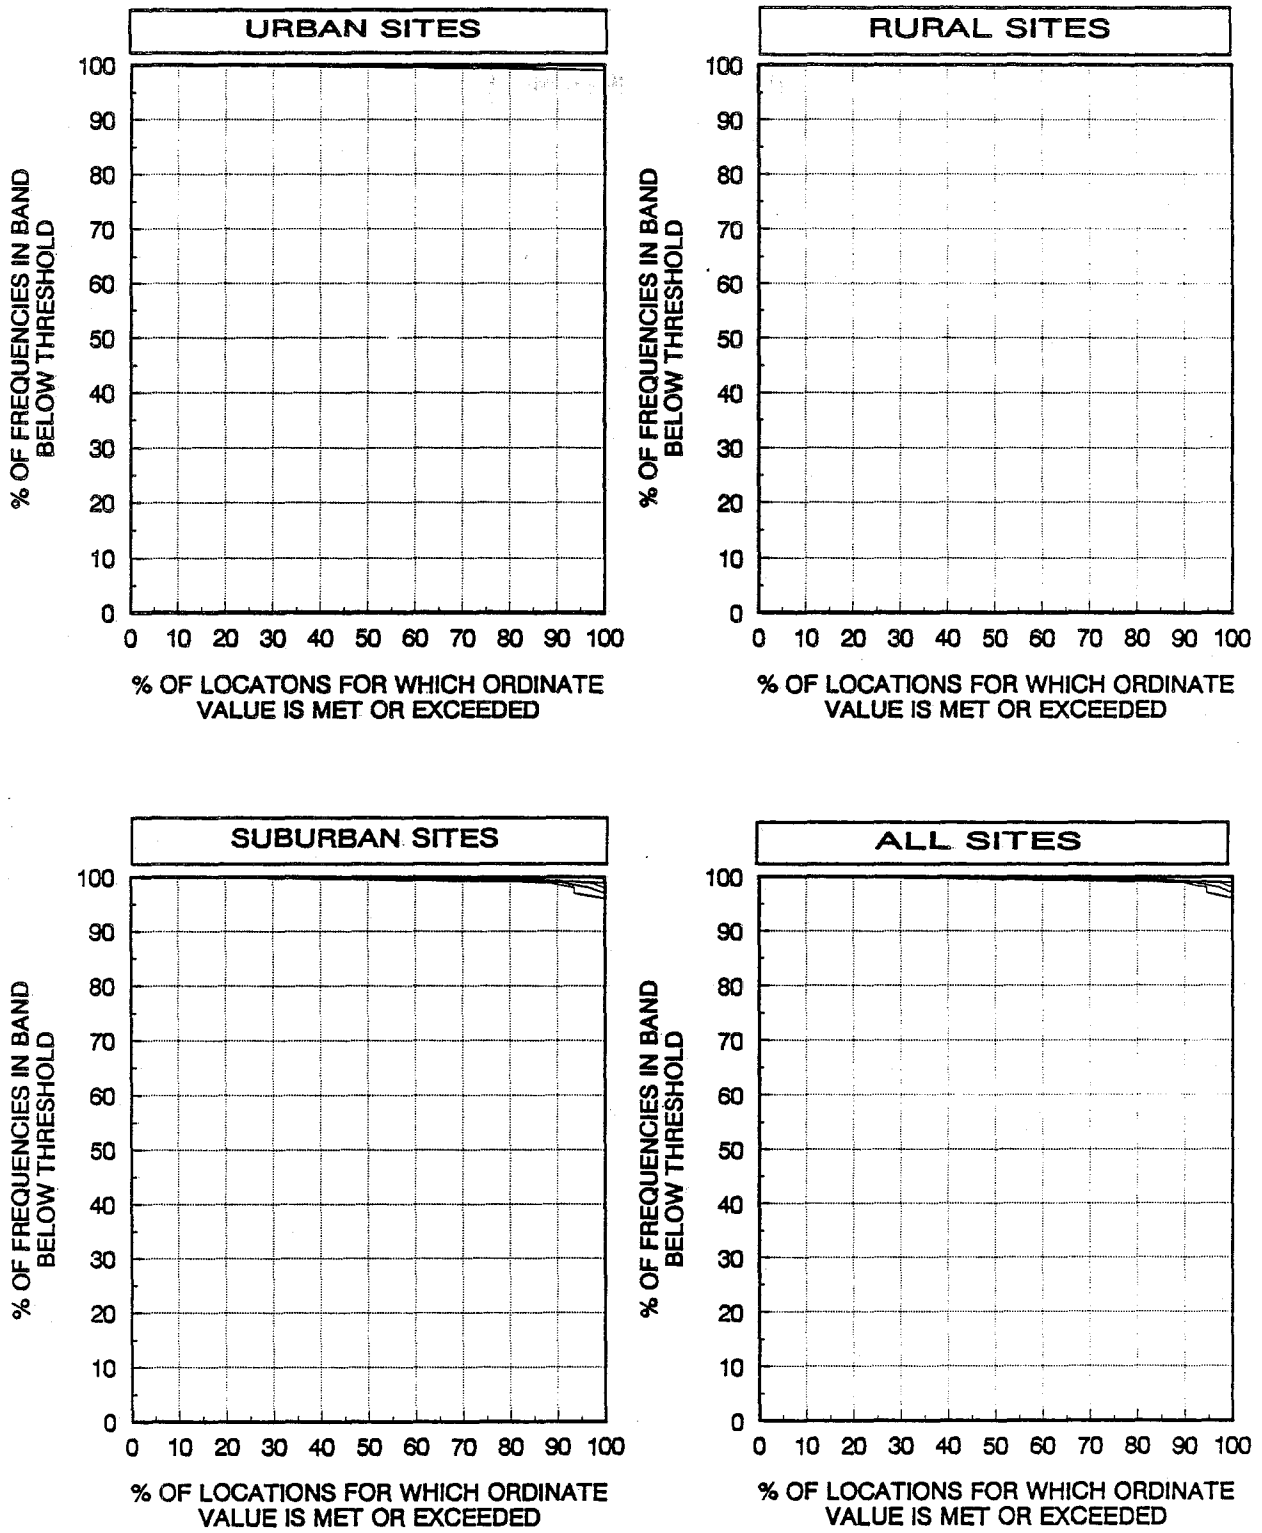 URBAN SITES
100
90
80
70
60
50
40
30
20
10
0
0 10 20 30 40 50 60 70 80 90 100
% OF FREQUENCIES IN BAND
BELOW THRESHOLD
% OF LOCATONS FOR WHICH ORDINATE
VALUE IS MET OR EXCEEDED
RURAL SITES
100
90
80
70
60
50
40
30
20
10
0
0 10 20 30 40 50 60 70 80 90 100
% OF FREQUENCIES IN BAND
BELOW THRESHOLD
% OF LOCATIONS FOR WHICH ORDINATE
VALUE IS MET OR EXCEEDED
SUBURBAN SITES
100
90
80
70
60
50
40
30
20
10
0
0 10 20 30 40 50 60 70 80 90 100
% OF FREQUENCIES IN BAND
BELOW THRESHOLD
% OF LOCATIONS FOR WHICH ORDINATE
VALUE IS MET OR EXCEEDED
ALL SITES
100
90
80
70
60
50
40
30
20
10
0
0 10 20 30 40 50 60 70 80 90 100
% OF FREQUENCIES IN BAND
BELOW THRESHOLD
% OF LOCATIONS FOR WHICH ORDINATE
VALUE IS MET OR EXCEEDED